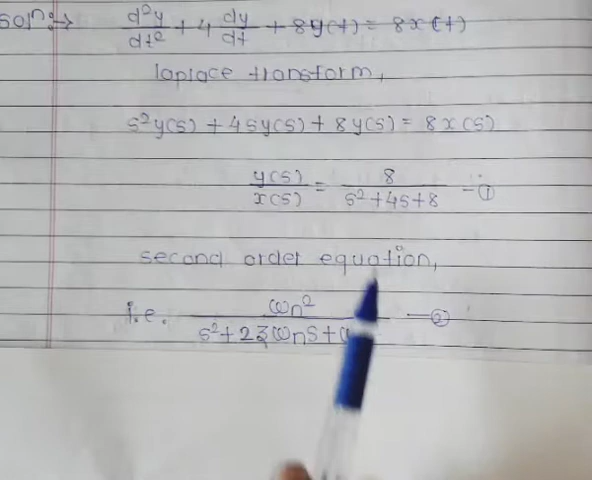 Soln:→ d²y/dt² + 4 dy/dt + 8y(t) = 8x(t)
laplace transform,
s²y(s) + 4sy(s) + 8y(s) = 8x(s)
y(s)/x(s) = 8/s²+4s+8 — ①
second order equation,
i.e. ωn²/s²+2ξωns+ — ②